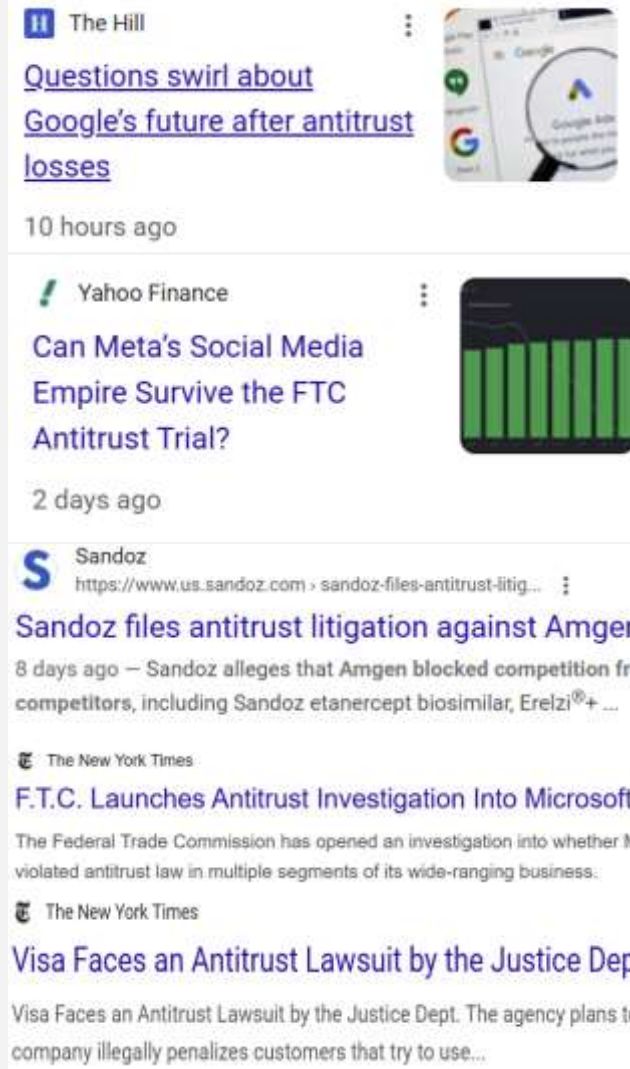 The Hill
Questions swirl about
Google's future after antitrust
losses
10 hours ago
Google
Google Ads
Yahoo Finance
Can Meta's Social Media
Empire Survive the FTC
Antitrust Trial?
2 days ago
Sandoz
https://www.us.sandoz.com › sandoz-files-antitrust-litig...
Sandoz files antitrust litigation against Amgen
8 days ago — Sandoz alleges that Amgen blocked competition fr
competitors, including Sandoz etanercept biosimilar, Erelzi®+ ...
The New York Times
F.T.C. Launches Antitrust Investigation Into Microsoft
The Federal Trade Commission has opened an investigation into whether M
violated antitrust law in multiple segments of its wide-ranging business.
The New York Times
Visa Faces an Antitrust Lawsuit by the Justice Dep
Visa Faces an Antitrust Lawsuit by the Justice Dept. The agency plans to
company illegally penalizes customers that try to use...